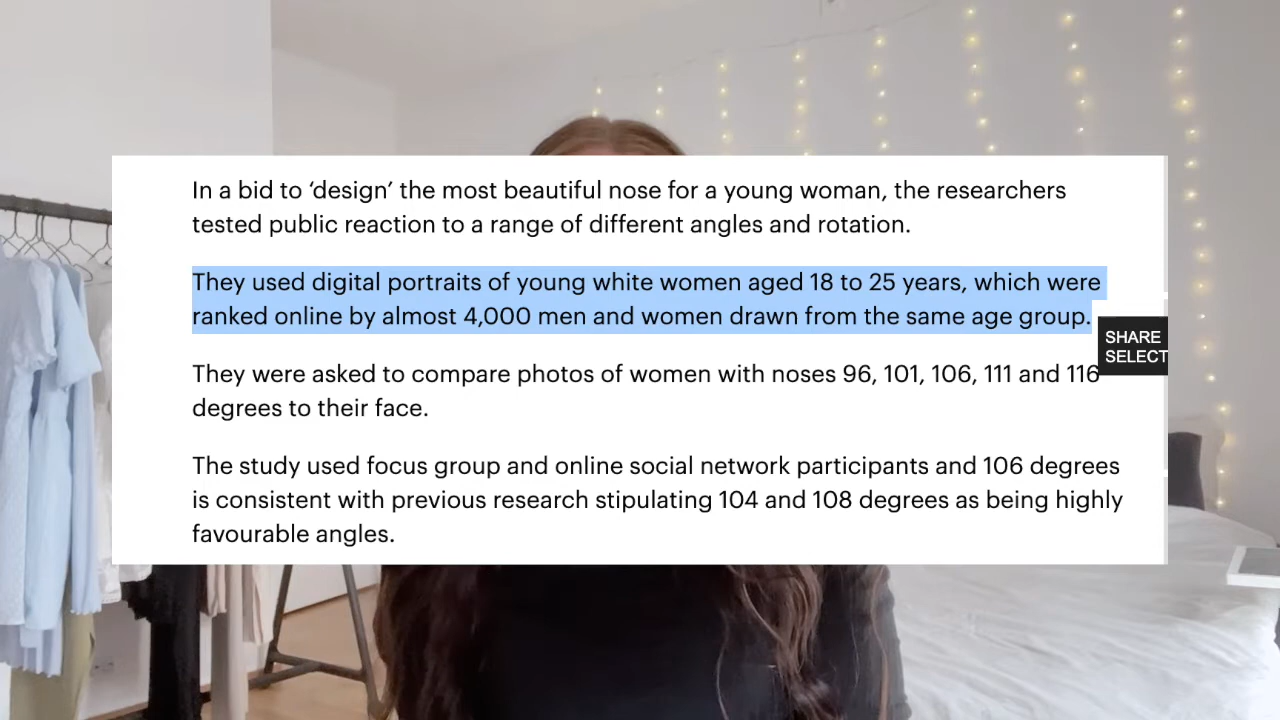 In a bid to ‘design’ the most beautiful nose for a young woman, the researchers
tested public reaction to a range of different angles and rotation.
They used digital portraits of young white women aged 18 to 25 years, which were
ranked online by almost 4,000 men and women drawn from the same age group.
SHARE
SELECT
They were asked to compare photos of women with noses 96, 101, 106, 111 and 116
degrees to their face.
The study used focus group and online social network participants and 106 degrees
is consistent with previous research stipulating 104 and 108 degrees as being highly
favourable angles.